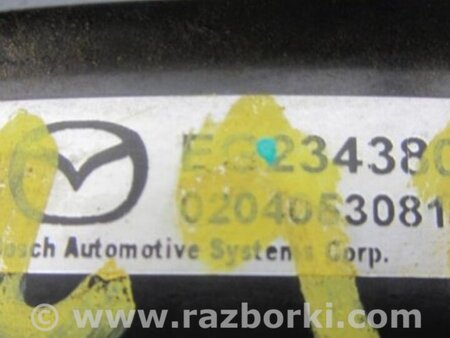 EG234380
0204053081
Bosch Automotive Systems Corp.
www.razborki.com